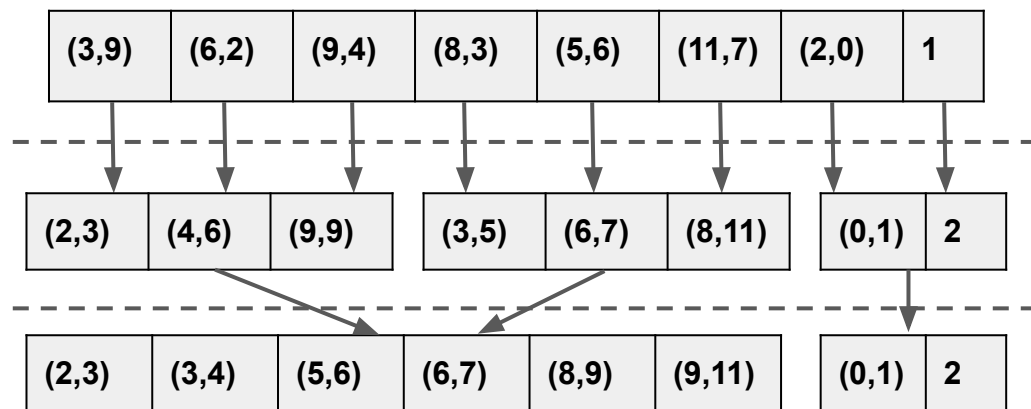 (3,9) (6,2) (9,4) (8,3) (5,6) (11,7) (2,0) 1
(2,3) (4,6) (9,9) (3,5) (6,7) (8,11) (0,1) 2
(2,3) (3,4) (5,6) (6,7) (8,9) (9,11) (0,1) 2